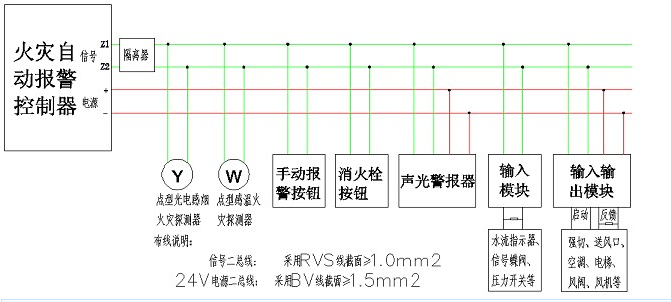 火灾自
动报警
控制器
信号
电源
Z1
Z2
+
-
隔离器
Y
W
点型光电感烟
火灾探测器
点型感温火
灾探测器
手动报
警按钮
消火栓
按钮
声光警报器
输入
模块
输入输
出模块
启动
反馈
水流指示器、
信号蝶阀、
压力开关等
强切、送风口、
空调、电梯、
风阀、风机等
布线说明：
信号二总线： 采用RVS线截面≥1.0mm2
24V电源二总线：采用BV线截面≥1.5mm2